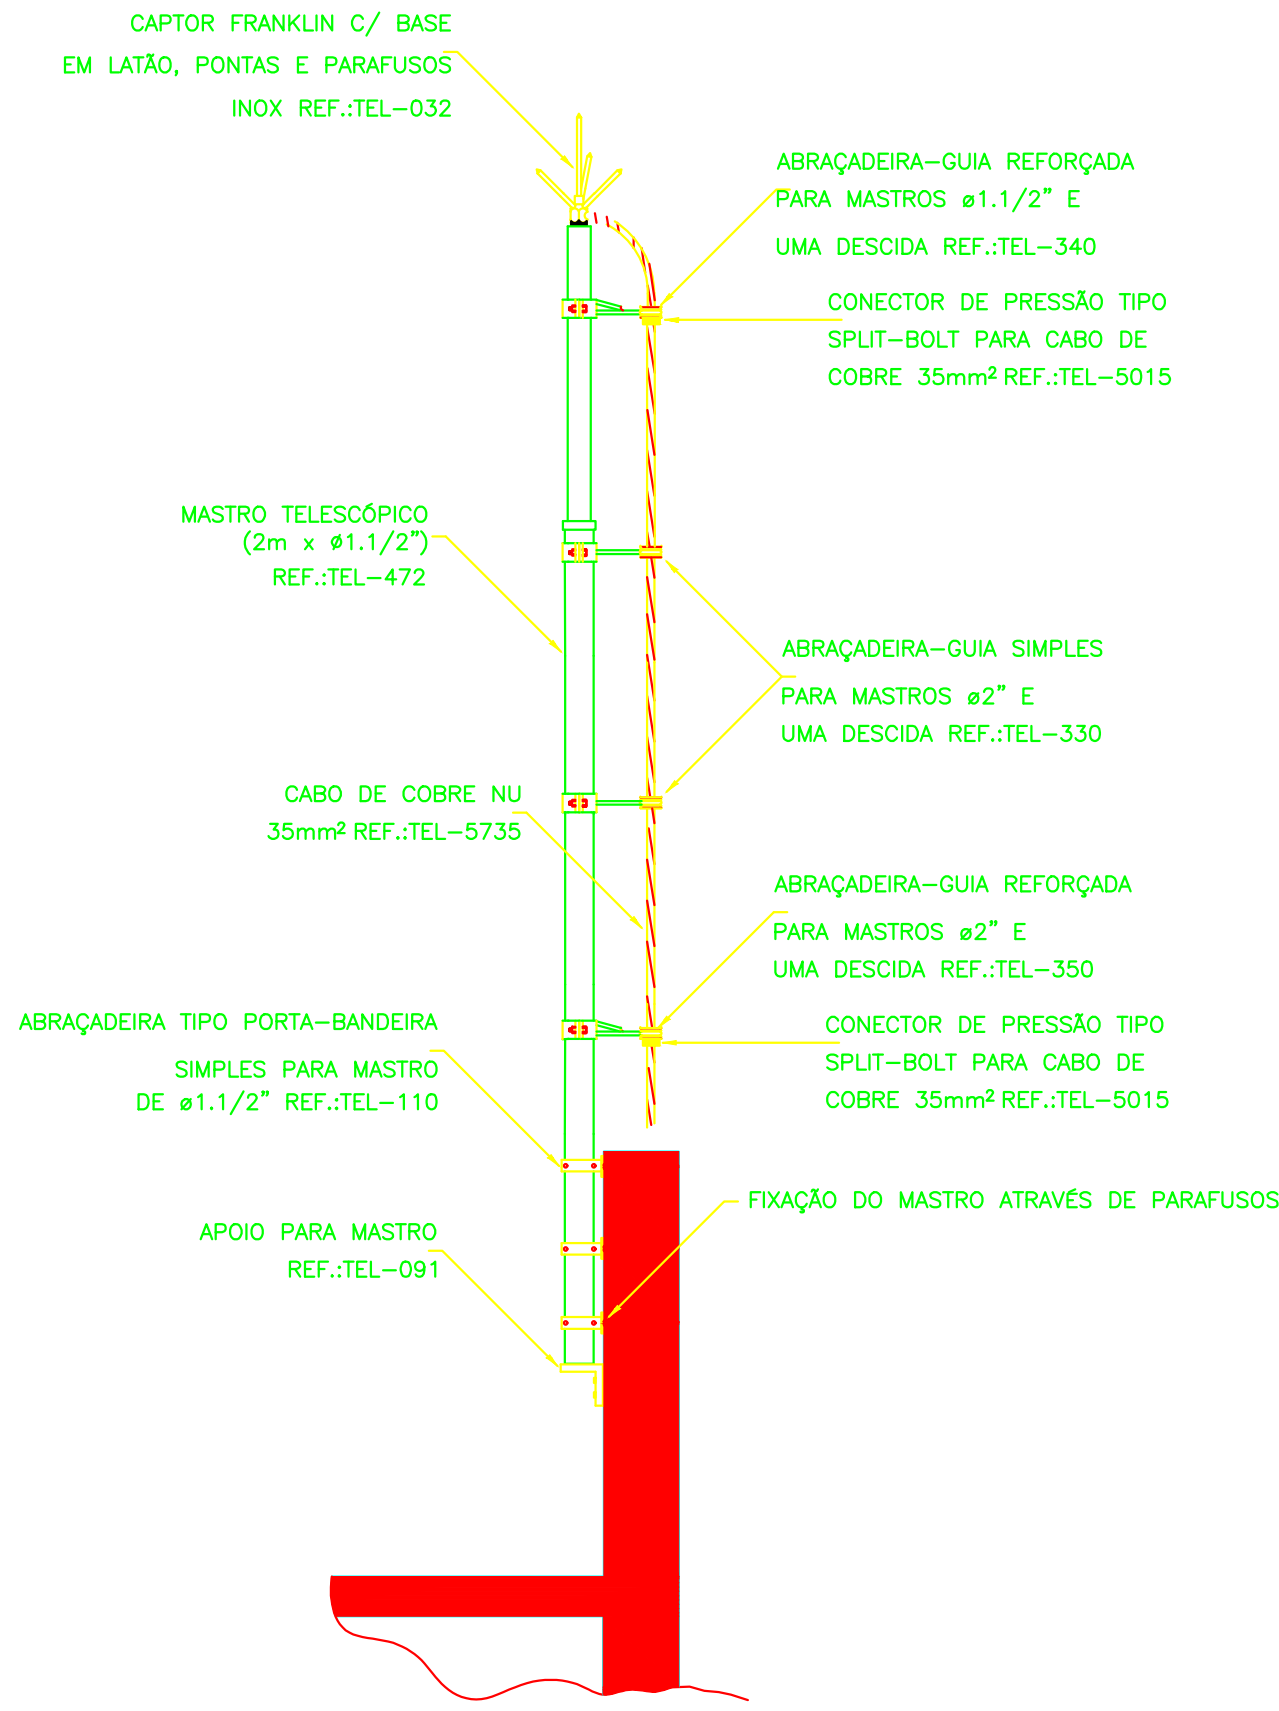 CAPTOR FRANKLIN C/ BASE
EM LATÃO, PONTAS E PARAFUSOS
INOX REF.:TEL-032
ABRAÇADEIRA-GUIA REFORÇADA
PARA MASTROS ø1.1/2" E
UMA DESCIDA REF.:TEL-340
CONECTOR DE PRESSÃO TIPO
SPLIT-BOLT PARA CABO DE
COBRE 35mm² REF.:TEL-5015
MASTRO TELESCÓPICO
(2m x ø1.1/2")
REF.:TEL-472
ABRAÇADEIRA-GUIA SIMPLES
PARA MASTROS ø2" E
UMA DESCIDA REF.:TEL-330
CABO DE COBRE NU
35mm² REF.:TEL-5735
ABRAÇADEIRA-GUIA REFORÇADA
PARA MASTROS ø2" E
UMA DESCIDA REF.:TEL-350
ABRAÇADEIRA TIPO PORTA-BANDEIRA
SIMPLES PARA MASTRO
DE ø1.1/2" REF.:TEL-110
CONECTOR DE PRESSÃO TIPO
SPLIT-BOLT PARA CABO DE
COBRE 35mm² REF.:TEL-5015
FIXAÇÃO DO MASTRO ATRAVÉS DE PARAFUSOS
APOIO PARA MASTRO
REF.:TEL-091